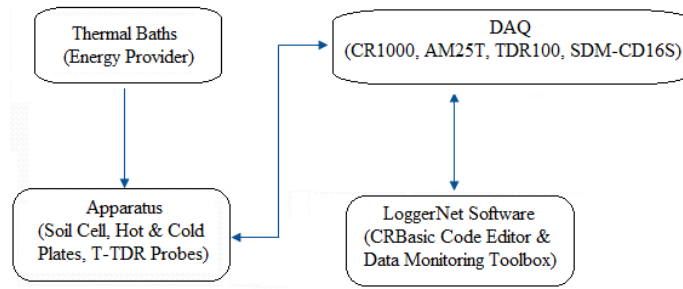 Thermal Baths
(Energy Provider)
DAQ
(CR1000, AM25T, TDR100, SDM-CD16S)
Apparatus
(Soil Cell, Hot & Cold
Plates, T-TDR Probes)
LoggerNet Software
(CRBasic Code Editor &
Data Monitoring Toolbox)